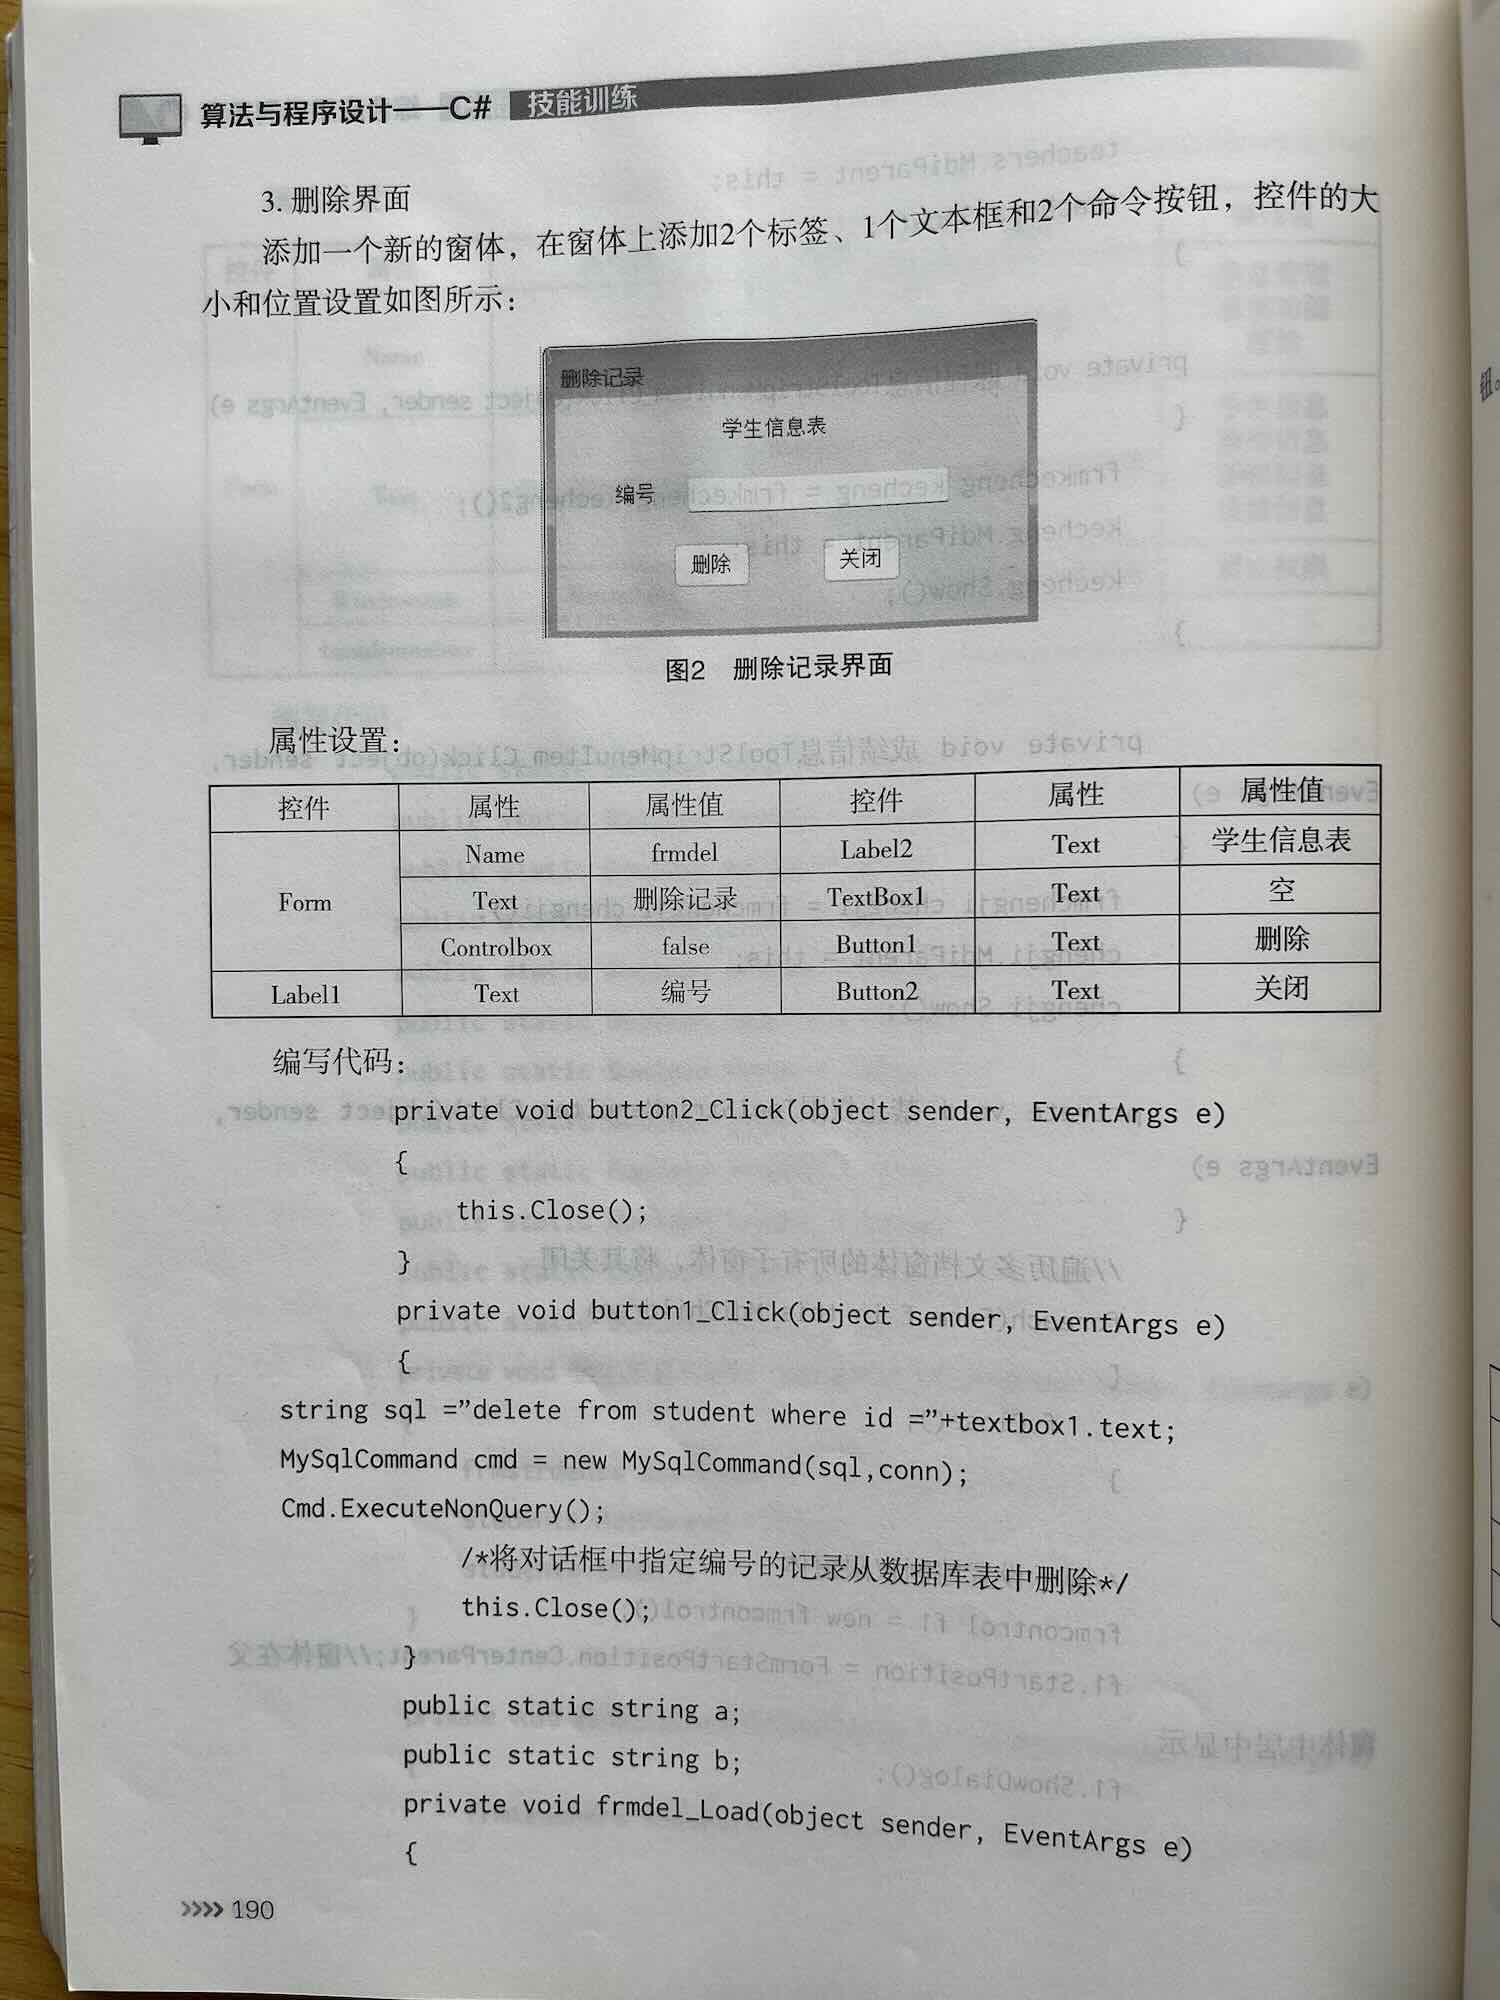 算法与程序设计——C# 技能训练
3. 删除界面
添加一个新的窗体，在窗体上添加2个标签、1个文本框和2个命令按钮，控件的大
小和位置设置如图所示：
删除记录
学生信息表
编号
删除 关闭
图2 删除记录界面
属性设置：
控件 属性 属性值 控件 属性 属性值
Form Name frmdel Label2 Text 学生信息表
Text 删除记录 TextBox1 Text 空
Controlbox false Button1 Text 删除
Label1 Text 编号 Button2 Text 关闭
编写代码：
private void button2_Click(object sender, EventArgs e)
{
this.Close();
}
private void button1_Click(object sender, EventArgs e)
{
string sql =”delete from student where id =”+textbox1.text;
MySqlCommand cmd = new MySqlCommand(sql,conn);
Cmd.ExecuteNonQuery();
/*将对话框中指定编号的记录从数据库表中删除*/
this.Close();
}
public static string a;
public static string b;
private void frmdel_Load(object sender, EventArgs e)
{
>>>> 190